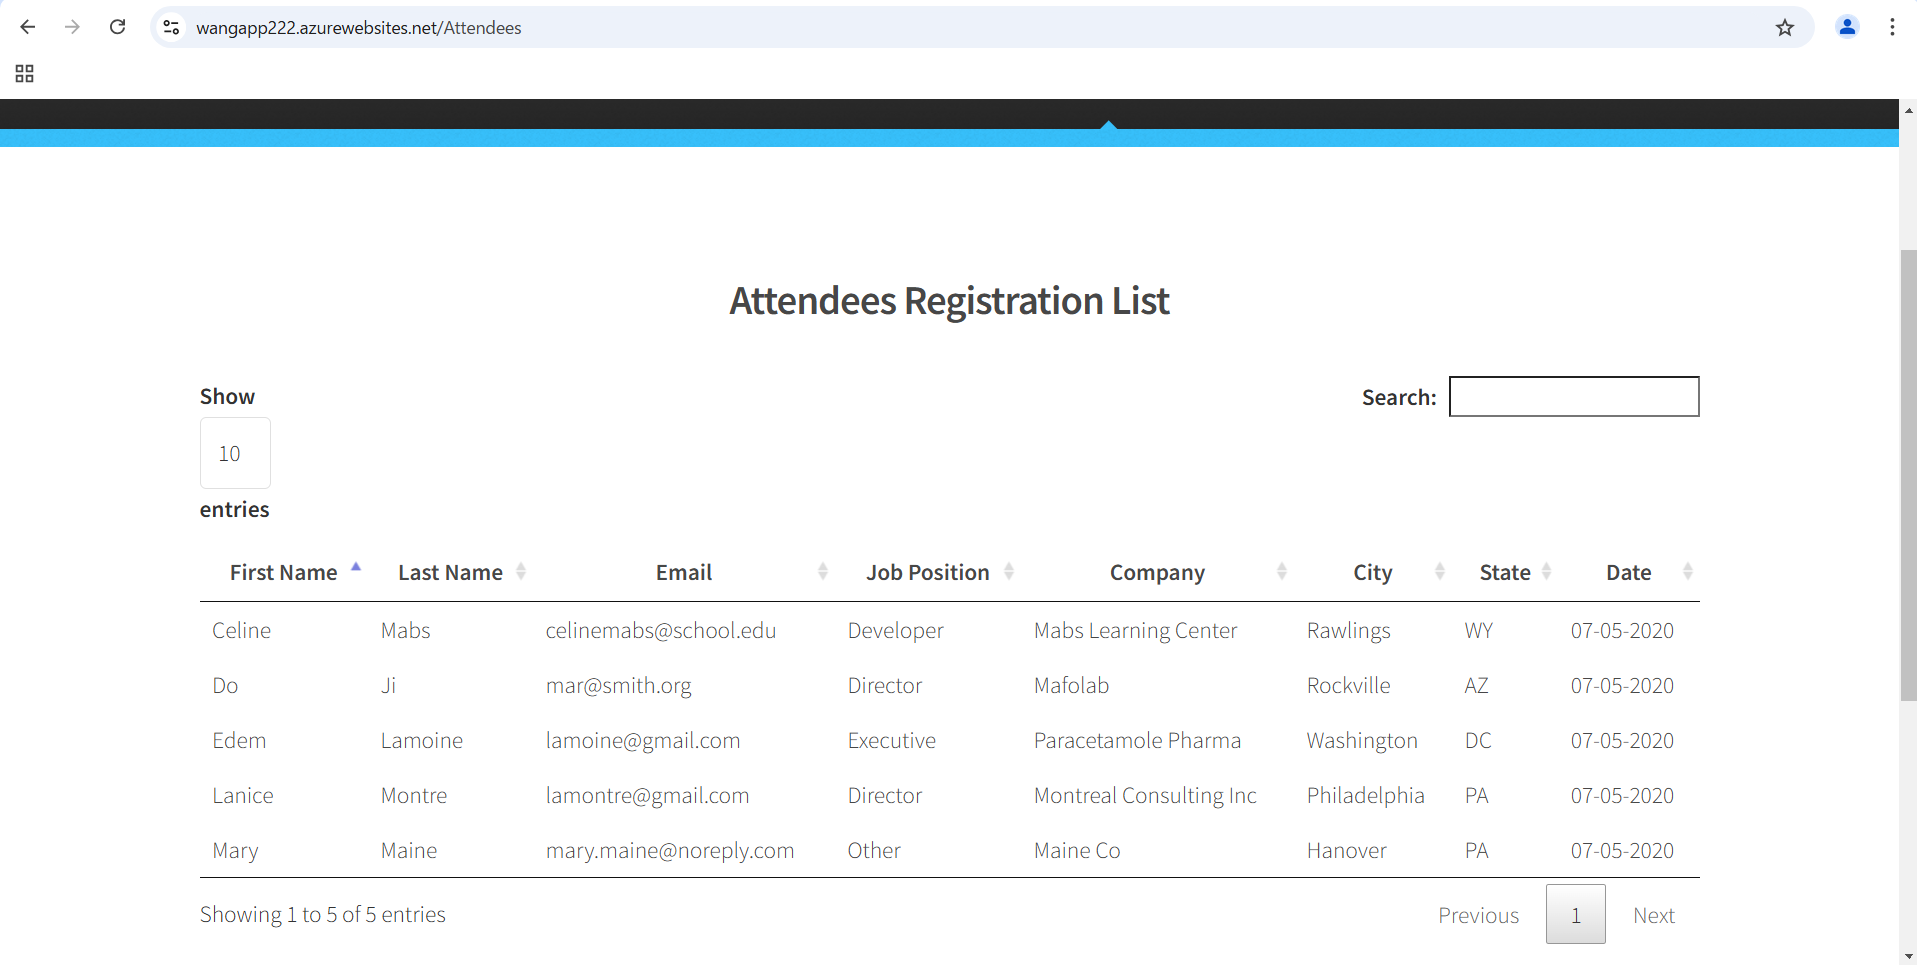 wangapp222.azurewebsites.net/Attendees
Attendees Registration List
Show
Search:
10
entries
First Name Last Name Email Job Position Company City State Date
Celine Mabs celinemabs@school.edu Developer Mabs Learning Center Rawlings WY 07-05-2020
Do Ji mar@smith.org Director Mafolab Rockville AZ 07-05-2020
Edem Lamoine lamoine@gmail.com Executive Paracetamole Pharma Washington DC 07-05-2020
Lanice Montre lamontre@gmail.com Director Montreal Consulting Inc Philadelphia PA 07-05-2020
Mary Maine mary.maine@noreply.com Other Maine Co Hanover PA 07-05-2020
Showing 1 to 5 of 5 entries Previous 1 Next